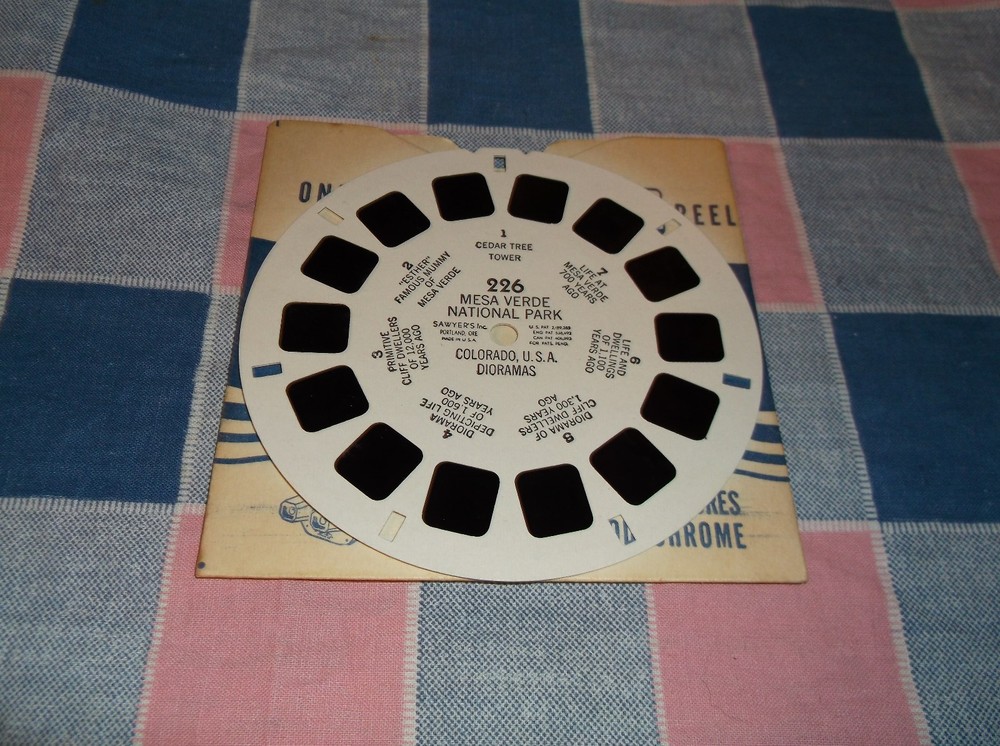 REEL
1
CEDAR TREE
TOWER
2
"ESTHER"
FAMOUS MUMMY
OF
MESA VERDE
7
LIFE AT
MESA VERDE
700 YEARS
AGO
226
MESA VERDE
NATIONAL PARK
SAWYER'S Inc.
PORTLAND, ORE
MADE IN U.S.A.
COLORADO, U.S.A.
DIORAMAS
3
PRIMITIVE
CLIFF DWELLERS
OF 12,000
YEARS AGO
6
LIFE AND
DWELLINGS
OF 1,100
YEARS AGO
4
DIORAMA
DEPICTING LIFE
OF 1,600
YEARS AGO
5
DIORAMA OF
CLIFF DWELLERS
1,300 YEARS
AGO